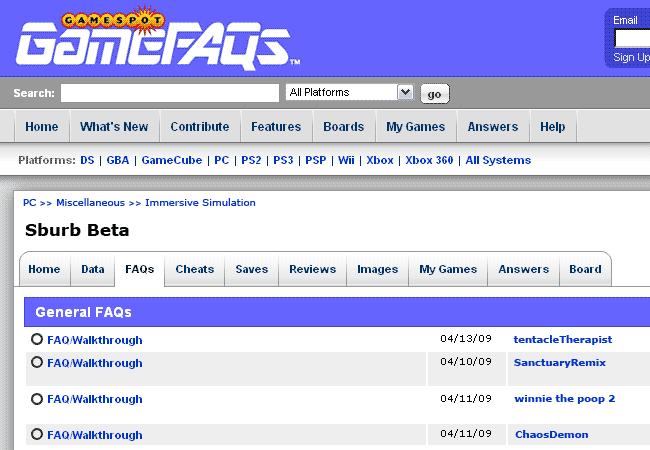 GAMESPOT
GameFAQs™
Email
Sign Up
Search: All Platforms go
Home What's New Contribute Features Boards My Games Answers Help
Platforms: DS | GBA | GameCube | PC | PS2 | PS3 | PSP | Wii | Xbox | Xbox 360 | All Systems
PC >> Miscellaneous >> Immersive Simulation
Sburb Beta
Home Data FAQs Cheats Saves Reviews Images My Games Answers Board
General FAQs
FAQ/Walkthrough 04/13/09 tentacleTherapist
FAQ/Walkthrough 04/10/09 SanctuaryRemix
FAQ/Walkthrough 04/11/09 winnie the poop 2
FAQ/Walkthrough 04/11/09 ChaosDemon